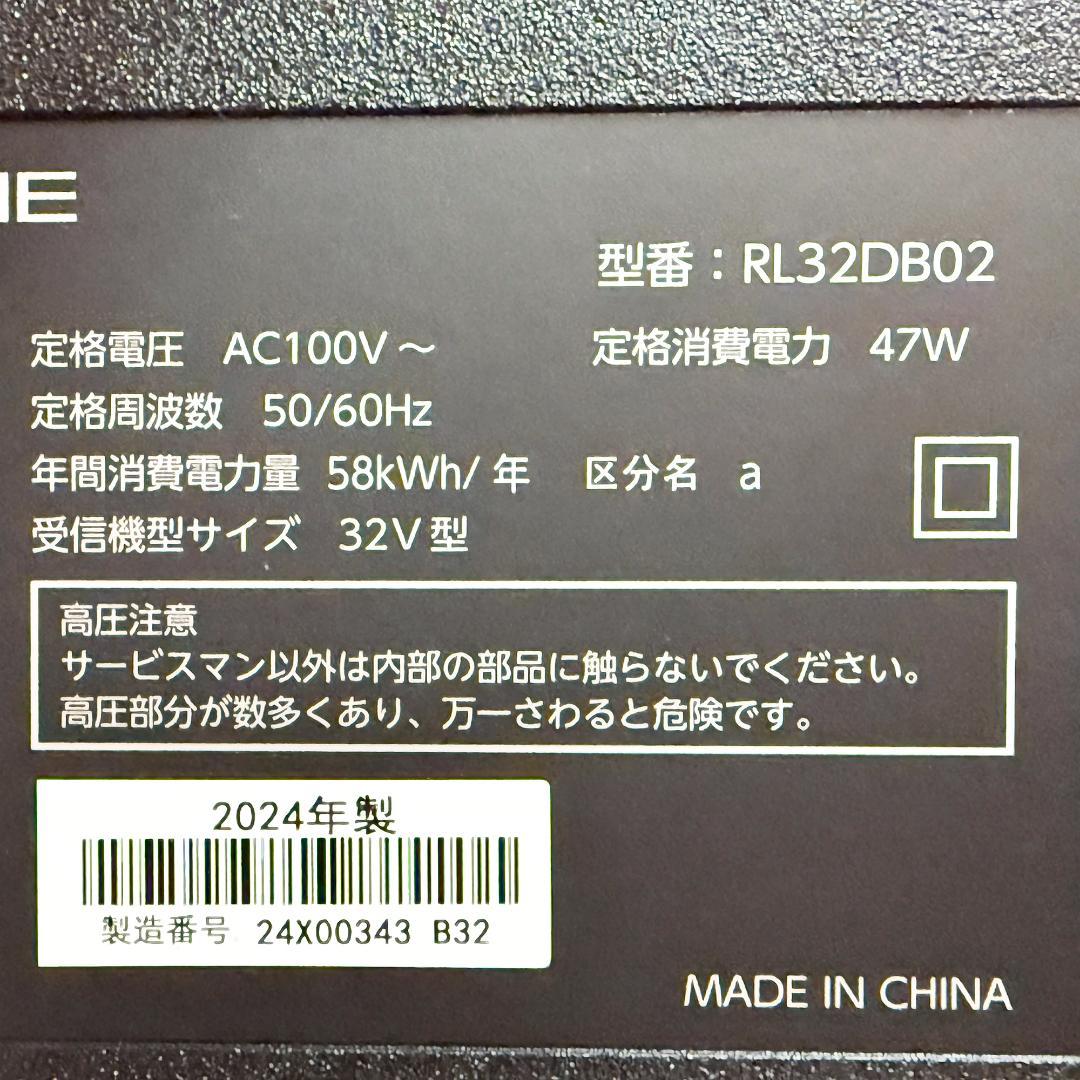 型番：RL32DB02
定格電圧 AC100V～ 定格消費電力 47W
定格周波数 50/60Hz
年間消費電力量 58kWh/年 区分名 a
受信機型サイズ 32V型
高圧注意
サービスマン以外は内部の部品に触らないでください。
高圧部分が数多くあり、万一さわると危険です。
2024年製
製造番号 24X00343 B32
MADE IN CHINA